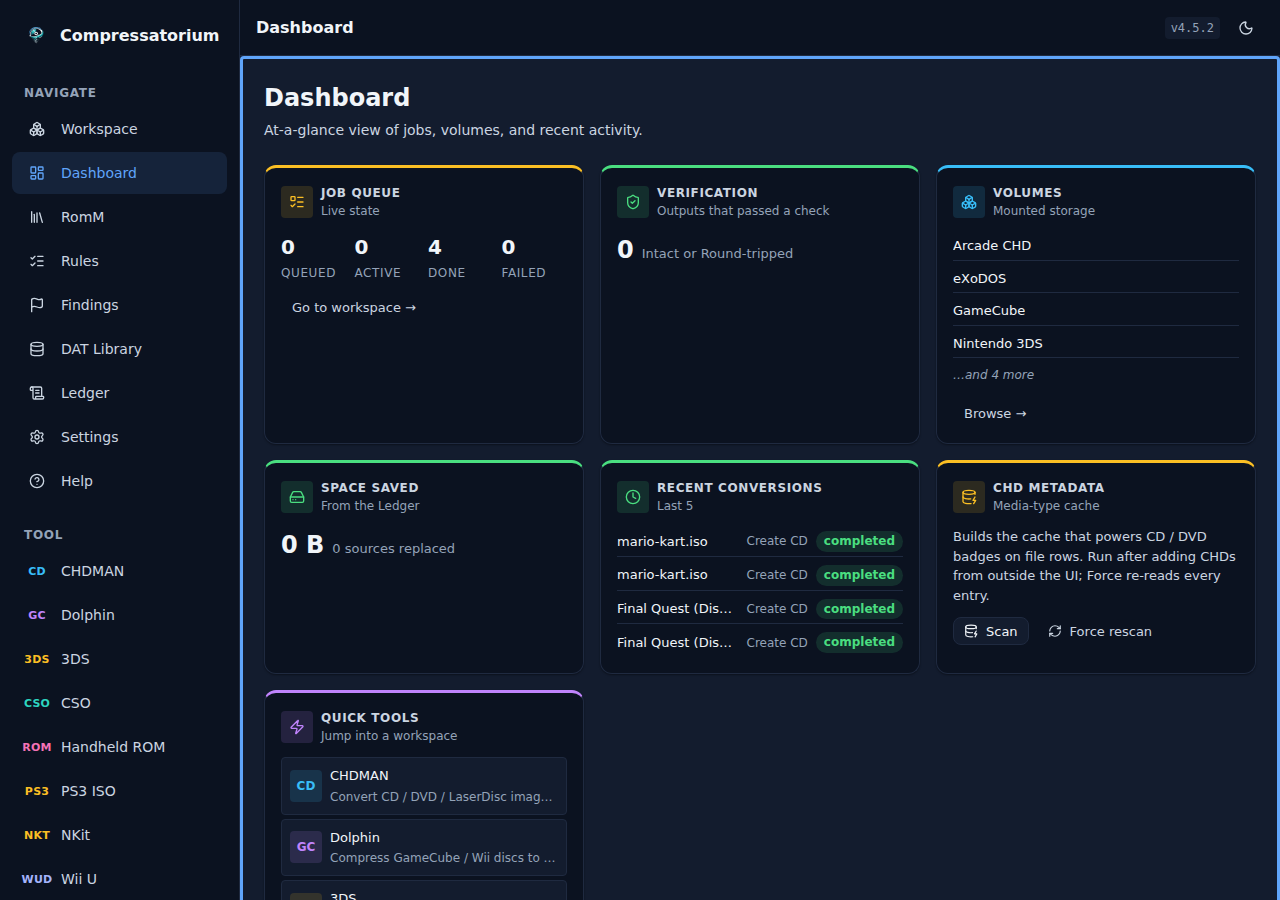 Compressatorium
NAVIGATE
Workspace
Dashboard
RomM
Rules
Findings
DAT Library
Ledger
Settings
Help
TOOL
CD CHDMAN
GC Dolphin
3DS 3DS
CSO CSO
ROM Handheld ROM
PS3 PS3 ISO
NKT NKit
WUD Wii U
Dashboard
v4.5.2
Dashboard
At-a-glance view of jobs, volumes, and recent activity.
JOB QUEUE
Live state
0 0 4 0
QUEUED ACTIVE DONE FAILED
Go to workspace →
VERIFICATION
Outputs that passed a check
0 Intact or Round-tripped
VOLUMES
Mounted storage
Arcade CHD
eXoDOS
GameCube
Nintendo 3DS
…and 4 more
Browse →
SPACE SAVED
From the Ledger
0 B 0 sources replaced
RECENT CONVERSIONS
Last 5
mario-kart.iso Create CD completed
mario-kart.iso Create CD completed
Final Quest (Dis… Create CD completed
Final Quest (Dis… Create CD completed
CHD METADATA
Media-type cache
Builds the cache that powers CD / DVD
badges on file rows. Run after adding CHDs
from outside the UI; Force re-reads every
entry.
Scan Force rescan
QUICK TOOLS
Jump into a workspace
CD CHDMAN
Convert CD / DVD / LaserDisc imag…
GC Dolphin
Compress GameCube / Wii discs to …
3DS